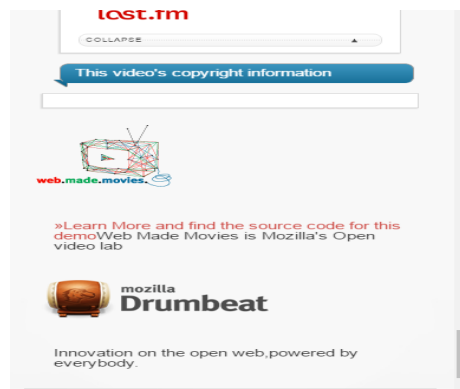 last.fm
COLLAPSE
This video's copyright information
web.made.movies.
»Learn More and find the source code for this
demoWeb Made Movies is Mozilla's Open
video lab
mozilla
Drumbeat
Innovation on the open web,powered by
everybody.